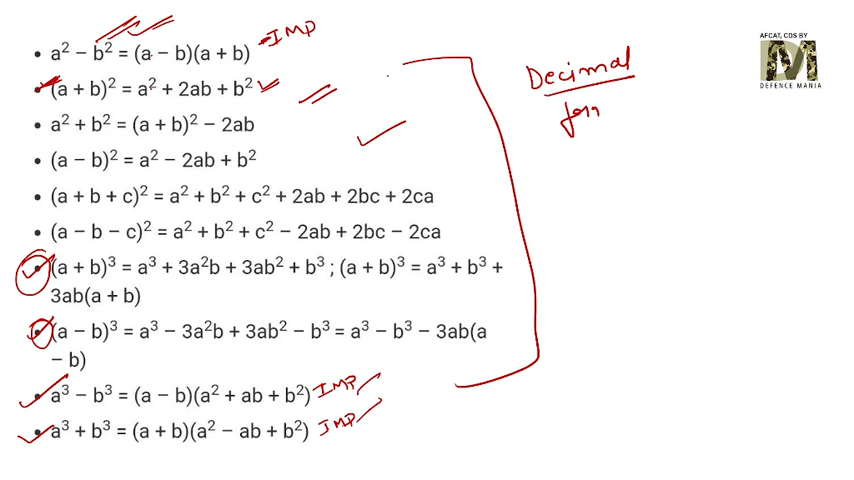 • a² − b² = (a − b)(a + b) IMP
• (a + b)² = a² + 2ab + b²
• a² + b² = (a + b)² − 2ab
• (a − b)² = a² − 2ab + b²
• (a + b + c)² = a² + b² + c² + 2ab + 2bc + 2ca
• (a − b − c)² = a² + b² + c² − 2ab + 2bc − 2ca
• (a + b)³ = a³ + 3a²b + 3ab² + b³ ; (a + b)³ = a³ + b³ +
3ab(a + b)
• (a − b)³ = a³ − 3a²b + 3ab² − b³ = a³ − b³ − 3ab(a
− b)
• a³ − b³ = (a − b)(a² + ab + b²) IMP
• a³ + b³ = (a + b)(a² − ab + b²) IMP
Decimal
AFCAT, CDS BY
DEFENCE MANIA